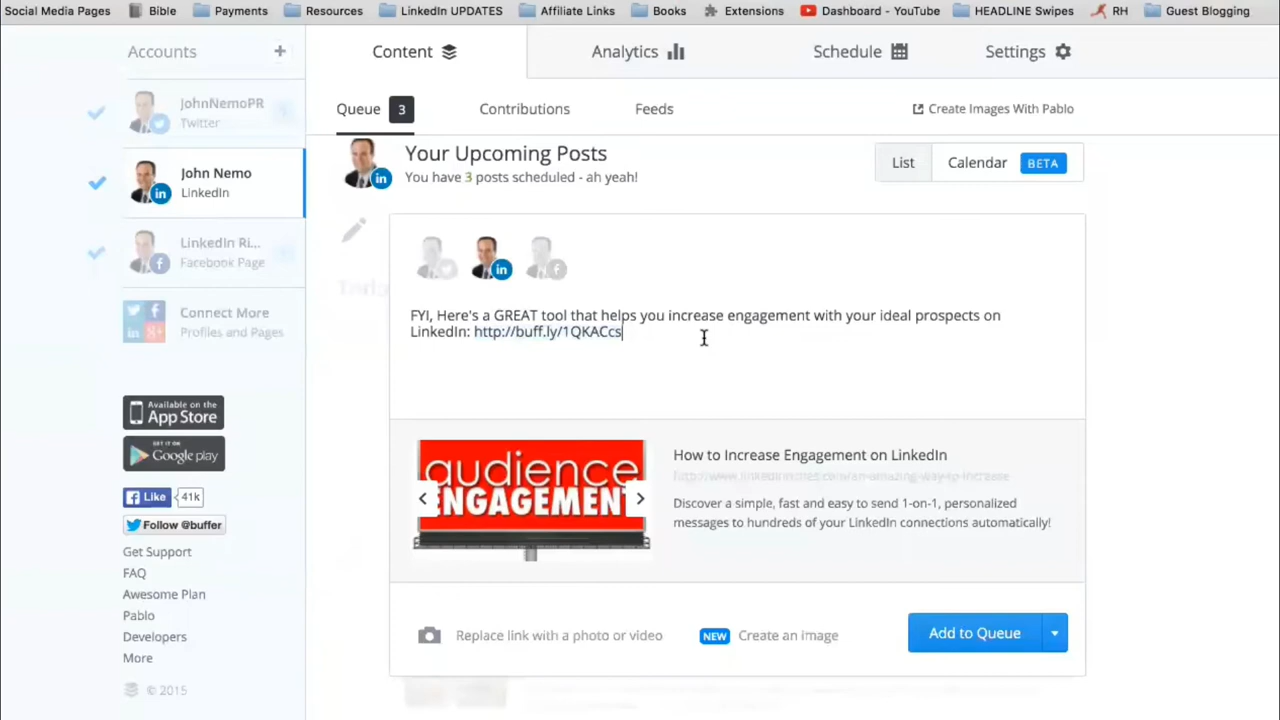 Social Media Pages Bible Payments Resources LinkedIn UPDATES Affiliate Links Books Extensions Dashboard - YouTube HEADLINE Swipes RH Guest Blogging
Accounts +
Content
Analytics
Schedule
Settings
JohnNemoPR
Twitter
John Nemo
LinkedIn
LinkedIn Ri...
Facebook Page
Connect More
Profiles and Pages
Available on the
App Store
GET IT ON
Google play
Like 41k
Follow @buffer
Get Support
FAQ
Awesome Plan
Pablo
Developers
More
© 2015
Queue 3
Contributions
Feeds
Create Images With Pablo
Your Upcoming Posts
You have 3 posts scheduled - ah yeah!
List
Calendar BETA
FYI, Here's a GREAT tool that helps you increase engagement with your ideal prospects on
LinkedIn: http://buff.ly/1QKACcs
audience
ENGAGEMENT
How to Increase Engagement on LinkedIn
Discover a simple, fast and easy to send 1-on-1, personalized
messages to hundreds of your LinkedIn connections automatically!
Replace link with a photo or video
NEW Create an image
Add to Queue